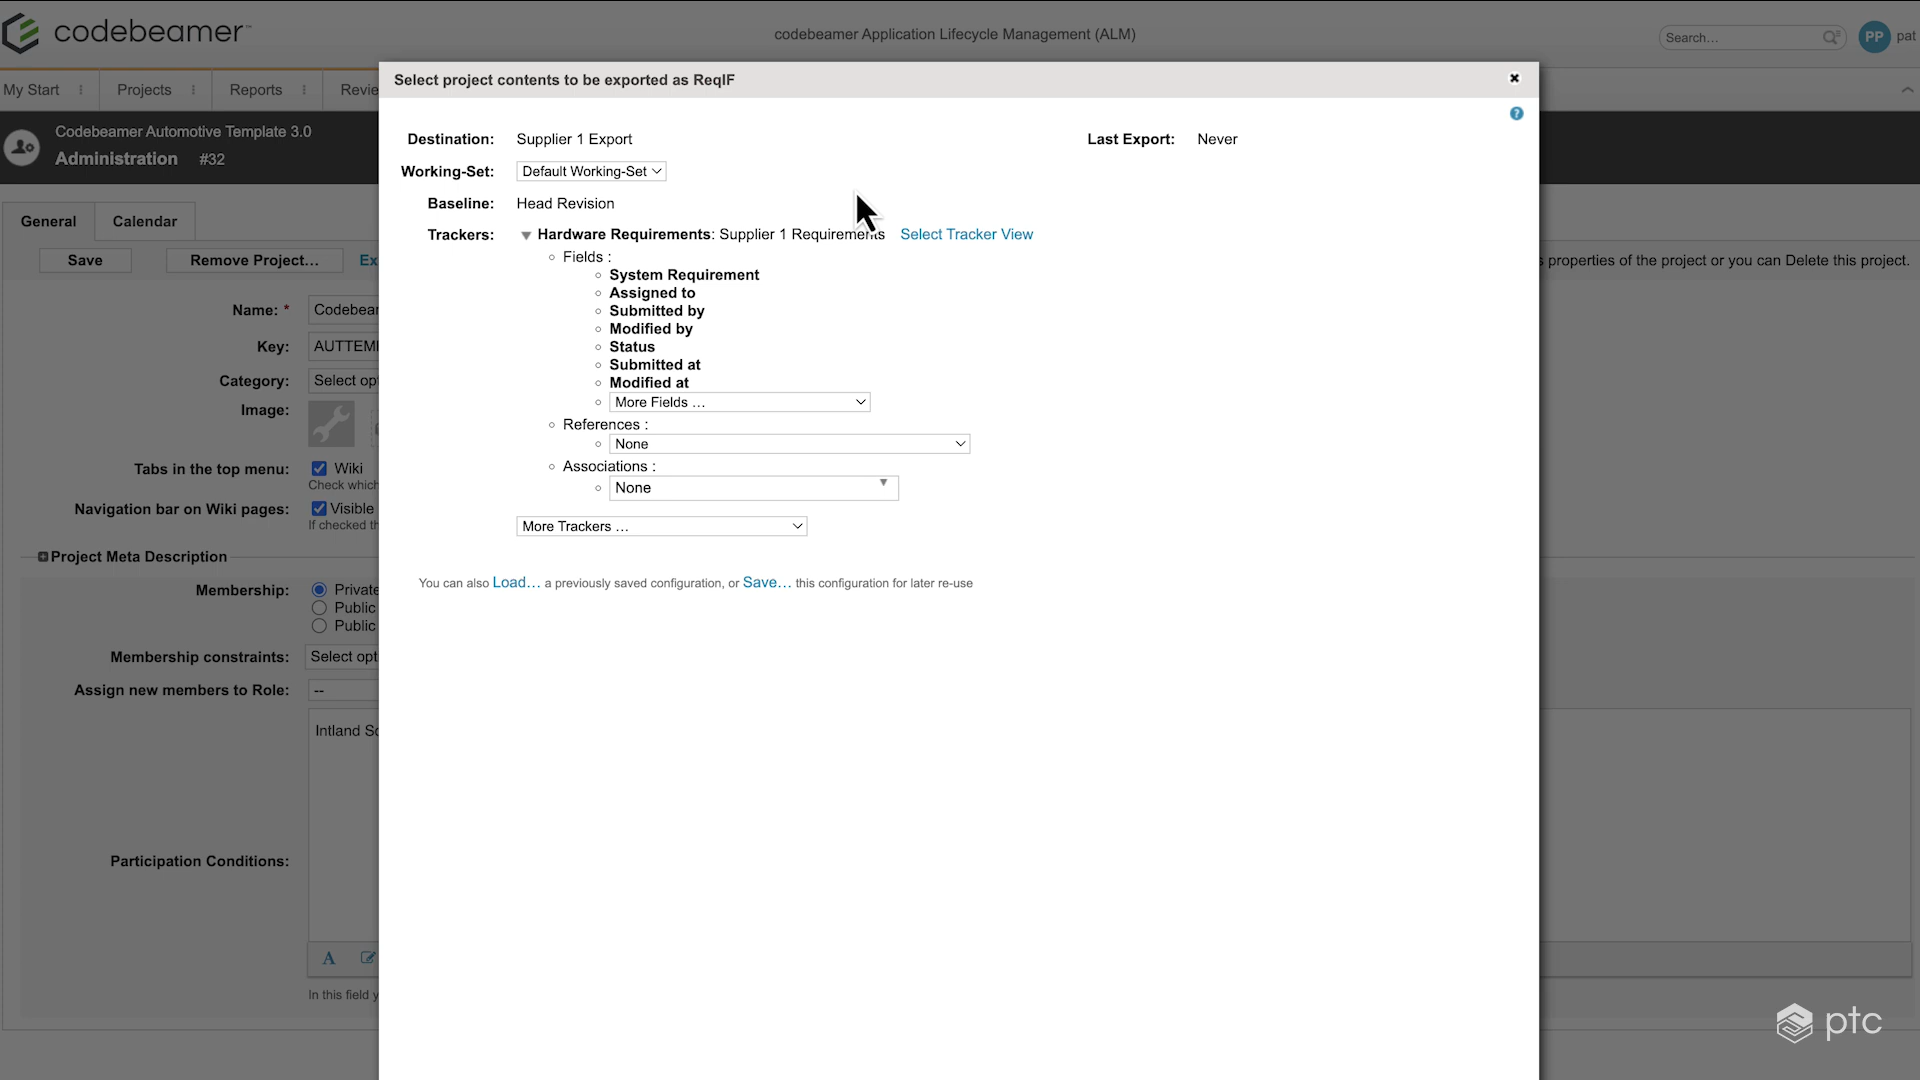 codebeamer
codebeamer Application Lifecycle Management (ALM)
Search...
PP
pat
My Start
Projects
Reports
Revie
Codebeamer Automotive Template 3.0
Administration #32
General
Calendar
Save
Remove Project...
Ex
s properties of the project or you can Delete this project.
Name: *
Codebear
Key:
AUTTEM
Category:
Select opt
Image:
Tabs in the top menu:
Wiki
Check which
Navigation bar on Wiki pages:
Visible
If checked th
Project Meta Description
Membership:
Private
Public
Public
Membership constraints:
Select opt
Assign new members to Role:
--
Intland So
Participation Conditions:
A
In this field y
Select project contents to be exported as ReqIF
?
Destination: Supplier 1 Export
Last Export: Never
Working-Set: Default Working-Set
Baseline: Head Revision
Trackers: Hardware Requirements: Supplier 1 Requirements Select Tracker View
Fields :
System Requirement
Assigned to
Submitted by
Modified by
Status
Submitted at
Modified at
More Fields ...
References :
None
Associations :
None
More Trackers ...
You can also Load... a previously saved configuration, or Save... this configuration for later re-use
ptc